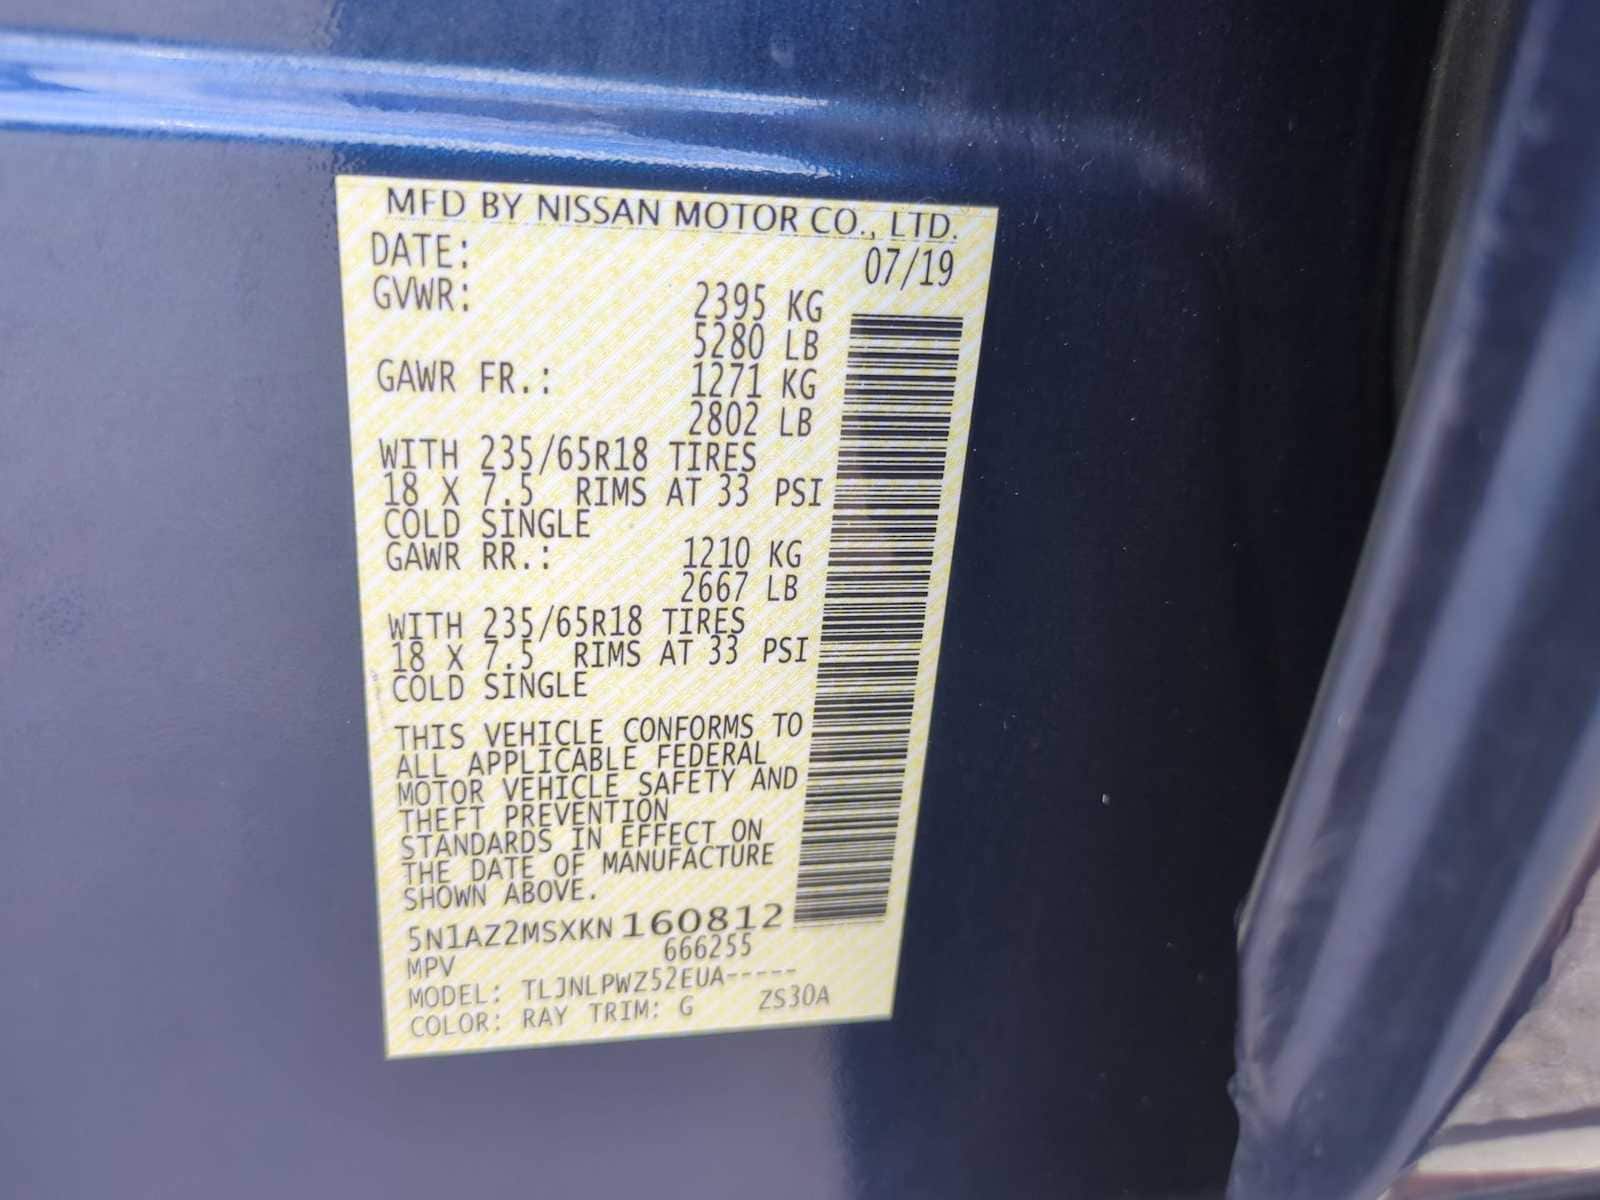 MFD BY NISSAN MOTOR CO., LTD.
DATE: 07/19
GVWR: 2395 KG
5280 LB
GAWR FR.: 1271 KG
2802 LB
WITH 235/65R18 TIRES
18 X 7.5 RIMS AT 33 PSI
COLD SINGLE
GAWR RR.: 1210 KG
2667 LB
WITH 235/65R18 TIRES
18 X 7.5 RIMS AT 33 PSI
COLD SINGLE
THIS VEHICLE CONFORMS TO
ALL APPLICABLE FEDERAL
MOTOR VEHICLE SAFETY AND
THEFT PREVENTION
STANDARDS IN EFFECT ON
THE DATE OF MANUFACTURE
SHOWN ABOVE.
5N1AZ2MSXKN160812
666255
MPV
MODEL: TLJNLPWZ52EUA-----
COLOR: RAY TRIM: G ZS30A